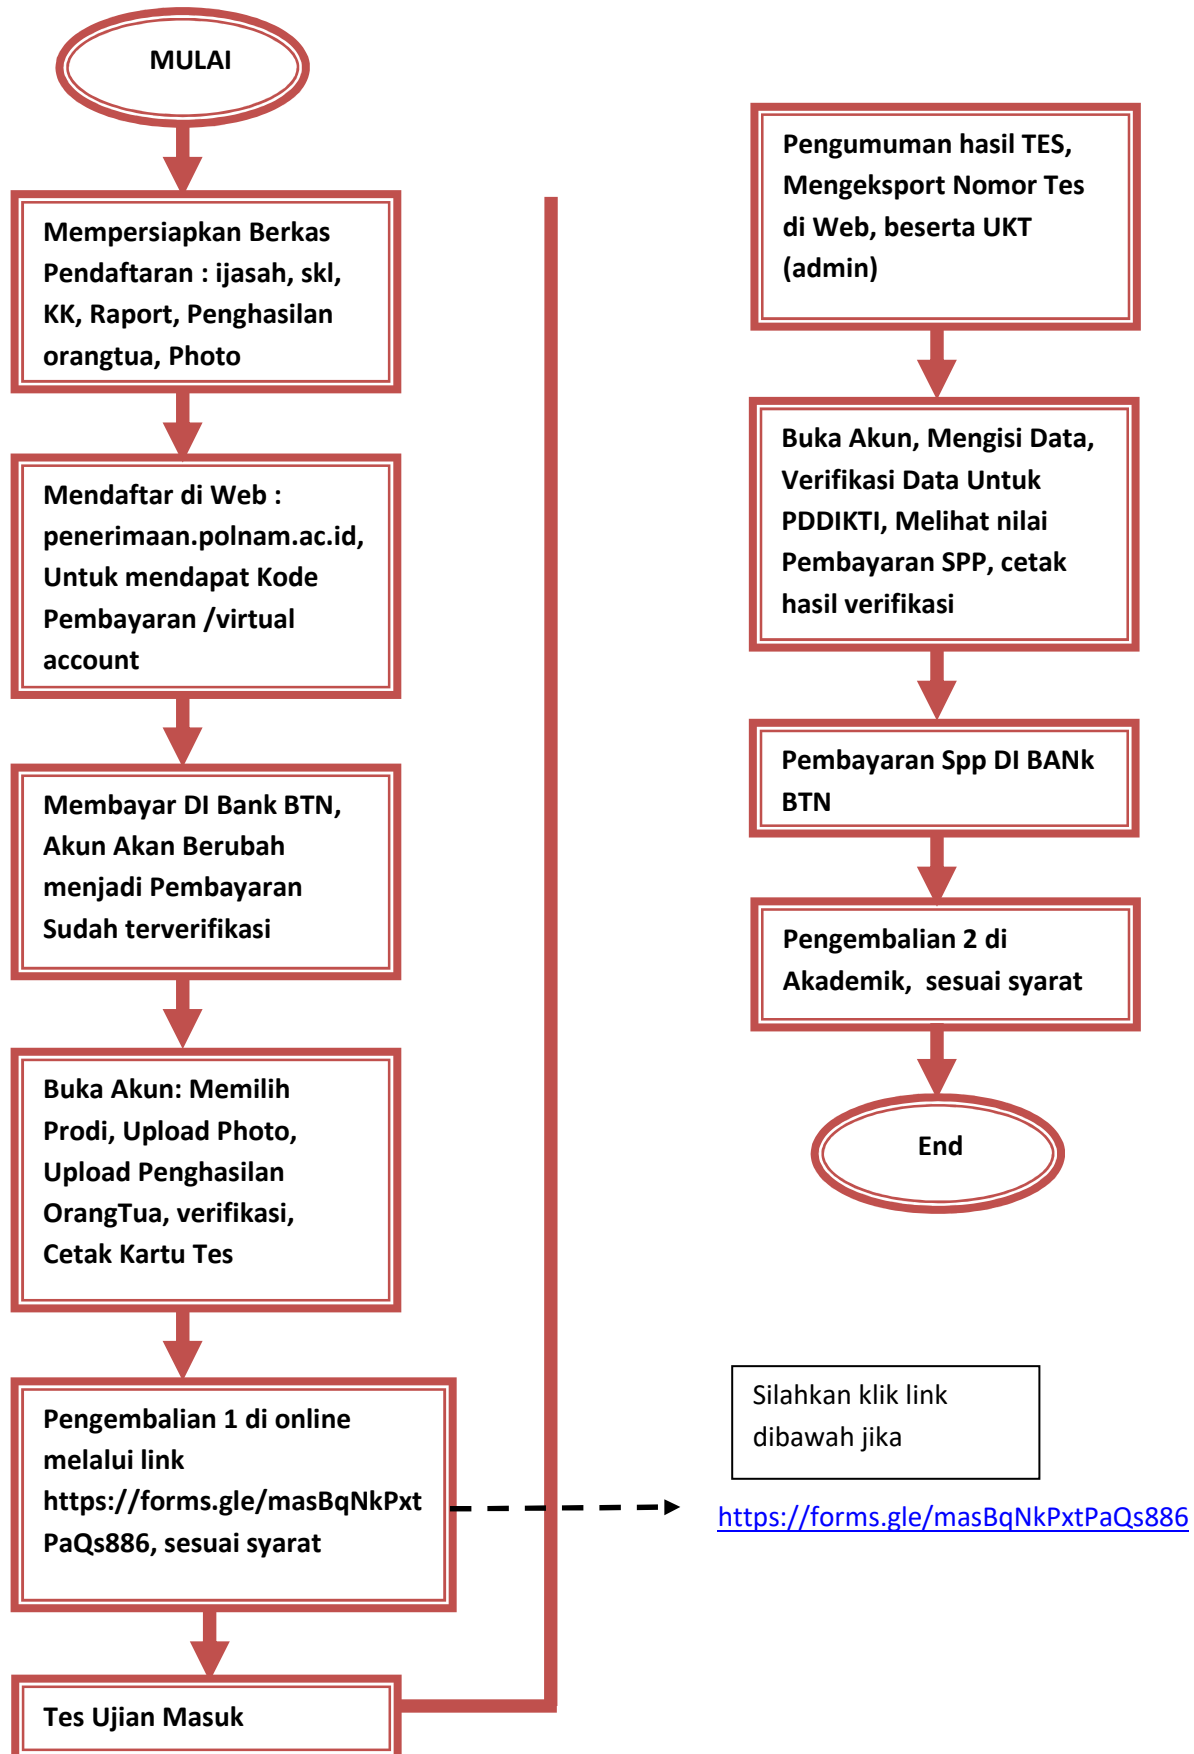 MULAI
Mempersiapkan Berkas
Pendaftaran : ijasah, skl,
KK, Raport, Penghasilan
orangtua, Photo
Mendaftar di Web :
penerimaan.polnam.ac.id,
Untuk mendapat Kode
Pembayaran /virtual
account
Membayar DI Bank BTN,
Akun Akan Berubah
menjadi Pembayaran
Sudah terverifikasi
Buka Akun: Memilih
Prodi, Upload Photo,
Upload Penghasilan
OrangTua, verifikasi,
Cetak Kartu Tes
Pengembalian 1 di online
melalui link
https://forms.gle/masBqNkPxt
PaQs886, sesuai syarat
Tes Ujian Masuk
Pengumuman hasil TES,
Mengeksport Nomor Tes
di Web, beserta UKT
(admin)
Buka Akun, Mengisi Data,
Verifikasi Data Untuk
PDDIKTI, Melihat nilai
Pembayaran SPP, cetak
hasil verifikasi
Pembayaran Spp DI BANk
BTN
Pengembalian 2 di
Akademik,  sesuai syarat
End
Silahkan klik link
dibawah jika
https://forms.gle/masBqNkPxtPaQs886